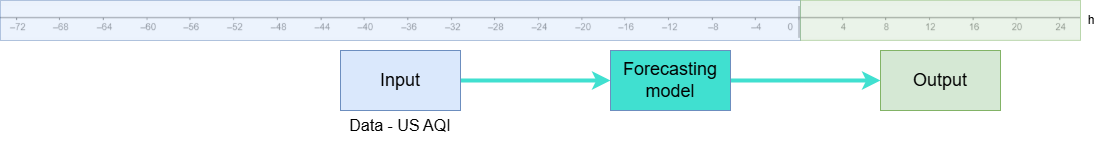 –72 –68 –64 –60 –56 –52 –48 –44 –40 –36 –32 –28 –24 –20 –16 –12 –8 –4 0 4 8 12 16 20 24 h
Input
Forecasting
model
Output
Data - US AQI